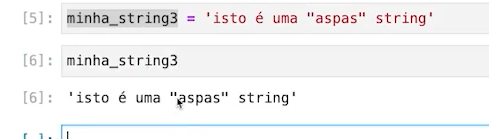 [5]: minha_string3 = 'isto é uma "aspas" string'
[6]: minha_string3
[6]: 'isto é uma "aspas" string'